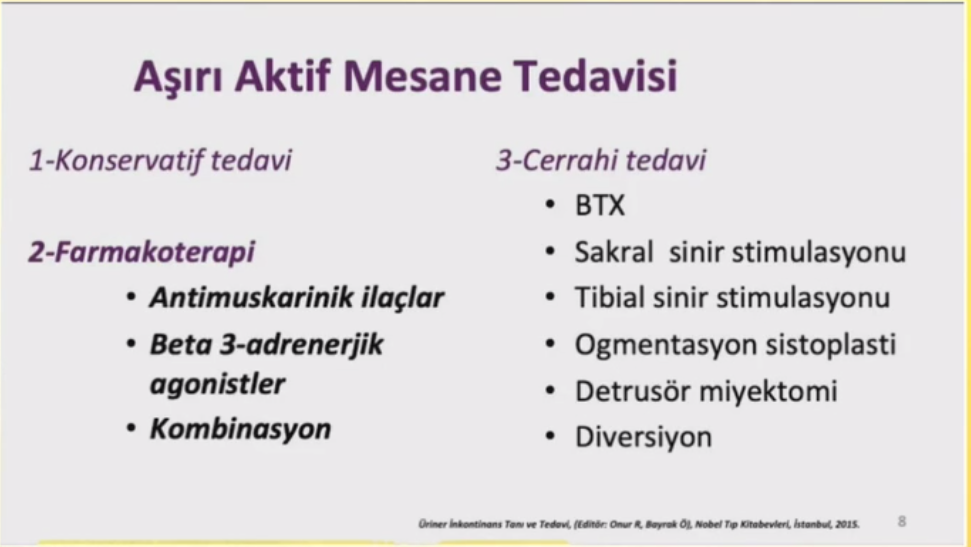 Aşırı Aktif Mesane Tedavisi
1-Konservatif tedavi
2-Farmakoterapi
• Antimuskarinik ilaçlar
• Beta 3-adrenerjik
agonistler
• Kombinasyon
3-Cerrahi tedavi
• BTX
• Sakral sinir stimulasyonu
• Tibial sinir stimulasyonu
• Ogmentasyon sistoplasti
• Detrusör miyektomi
• Diversiyon
Üriner İnkontinans Tanı ve Tedavi, (Editör: Onur R, Bayrak Ö), Nobel Tıp Kitabevleri, İstanbul, 2015.
8